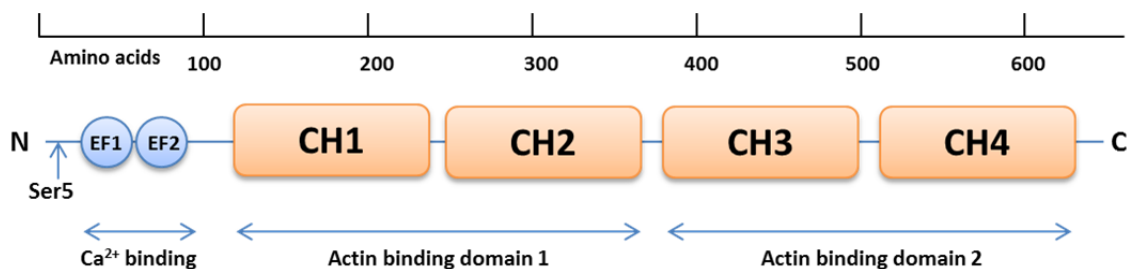 Amino acids 100 200 300 400 500 600
N EF1 EF2 CH1 CH2 CH3 CH4 C
Ser5
Ca²⁺ binding Actin binding domain 1 Actin binding domain 2